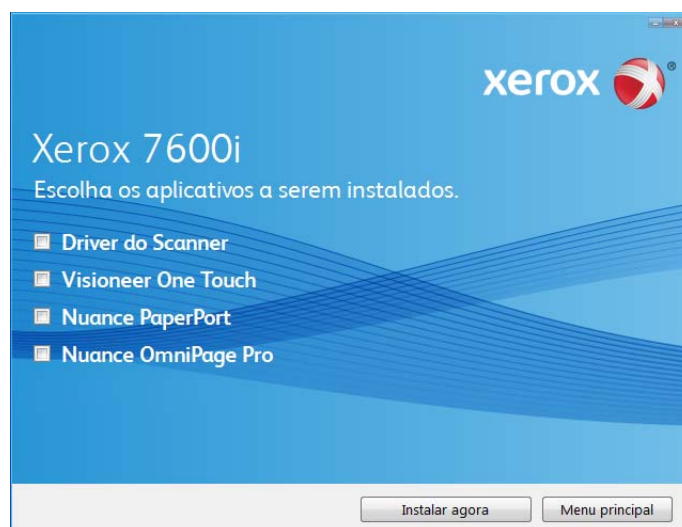 xerox ®
Xerox 7600i
Escolha os aplicativos a serem instalados.
Driver do Scanner
Visioneer One Touch
Nuance PaperPort
Nuance OmniPage Pro
Instalar agora
Menu principal